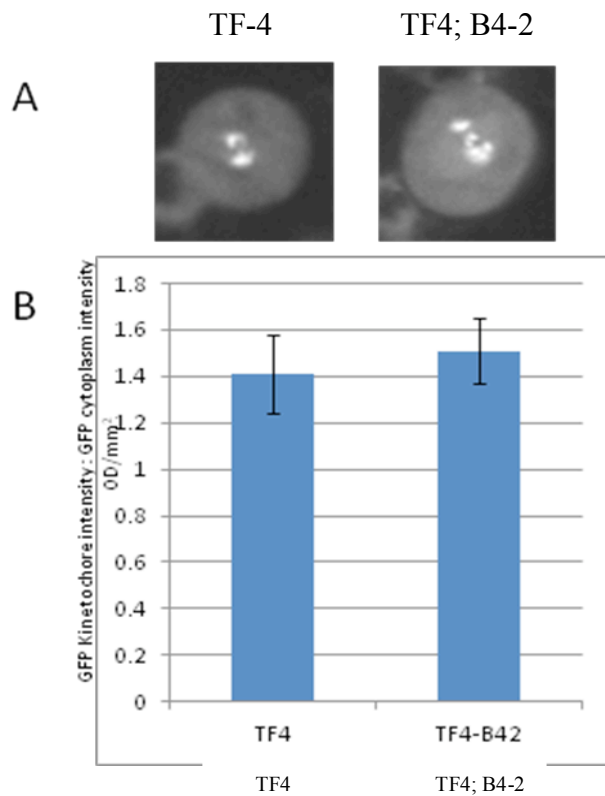 TF-4 TF4; B4-2
A
B
GFP Kinetochore intensity: GFP cytoplasm intensity
OD/mm²
1.8
1.6
1.4
1.2
1
0.8
0.6
0.4
0.2
0
TF4 TF4-B42
TF4 TF4; B4-2